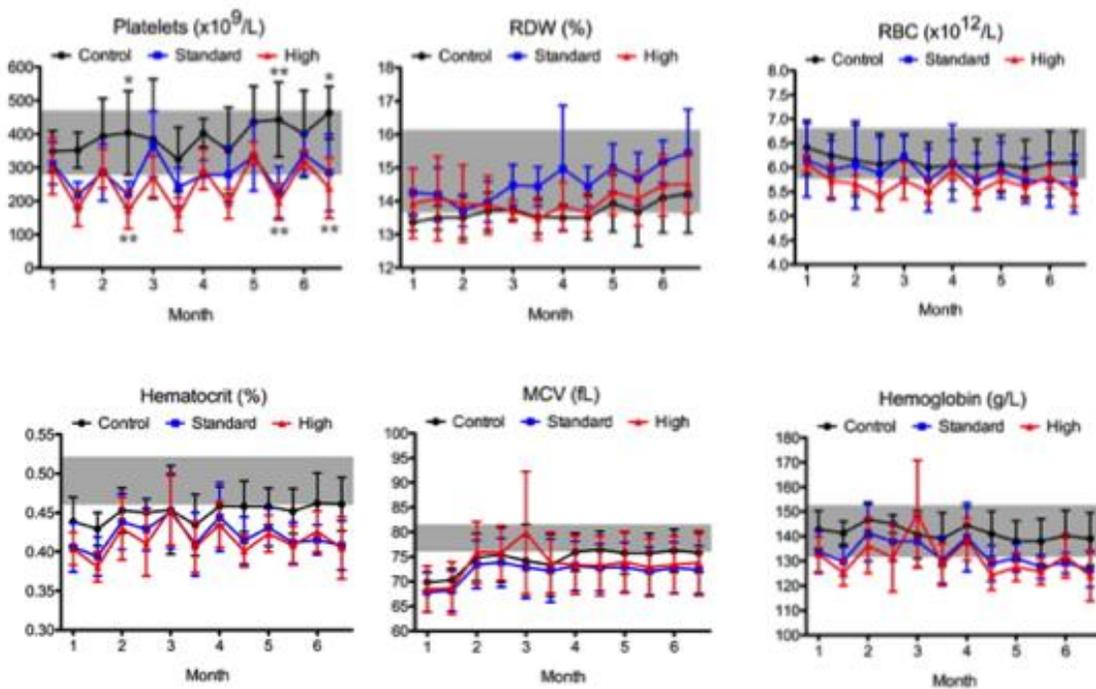 Platelets (x10⁹/L)
Control Standard High
600
500
400
300
200
100
0
* ** *
** ** **
1 2 3 4 5 6
Month
RDW (%)
Control Standard High
18
17
16
15
14
13
12
1 2 3 4 5 6
Month
RBC (x10¹²/L)
Control Standard High
8.0
7.5
7.0
6.5
6.0
5.5
5.0
4.5
4.0
1 2 3 4 5 6
Month
Hematocrit (%)
Control Standard High
0.55
0.50
0.45
0.40
0.35
0.30
1 2 3 4 5 6
Month
MCV (fL)
Control Standard High
100
95
90
85
80
75
70
65
60
1 2 3 4 5 6
Month
Hemoglobin (g/L)
Control Standard High
180
170
160
150
140
130
120
110
100
1 2 3 4 5 6
Month